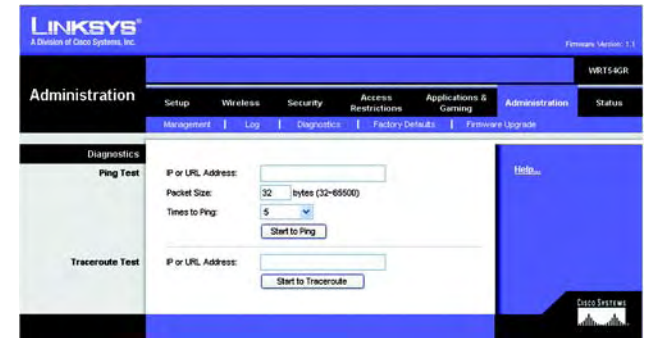 LINKSYS®
A Division of Cisco Systems, Inc.
Firmware Version: 1.1
WRT54GR
Administration
Setup Wireless Security Access Restrictions Applications & Gaming Administration Status
Management | Log | Diagnostics | Factory Defaults | Firmware Upgrade
Diagnostics
Ping Test
IP or URL Address:
Packet Size: 32 bytes (32~65500)
Times to Ping: 5
Start to Ping
Traceroute Test
IP or URL Address:
Start to Traceroute
Help...
CISCO SYSTEMS